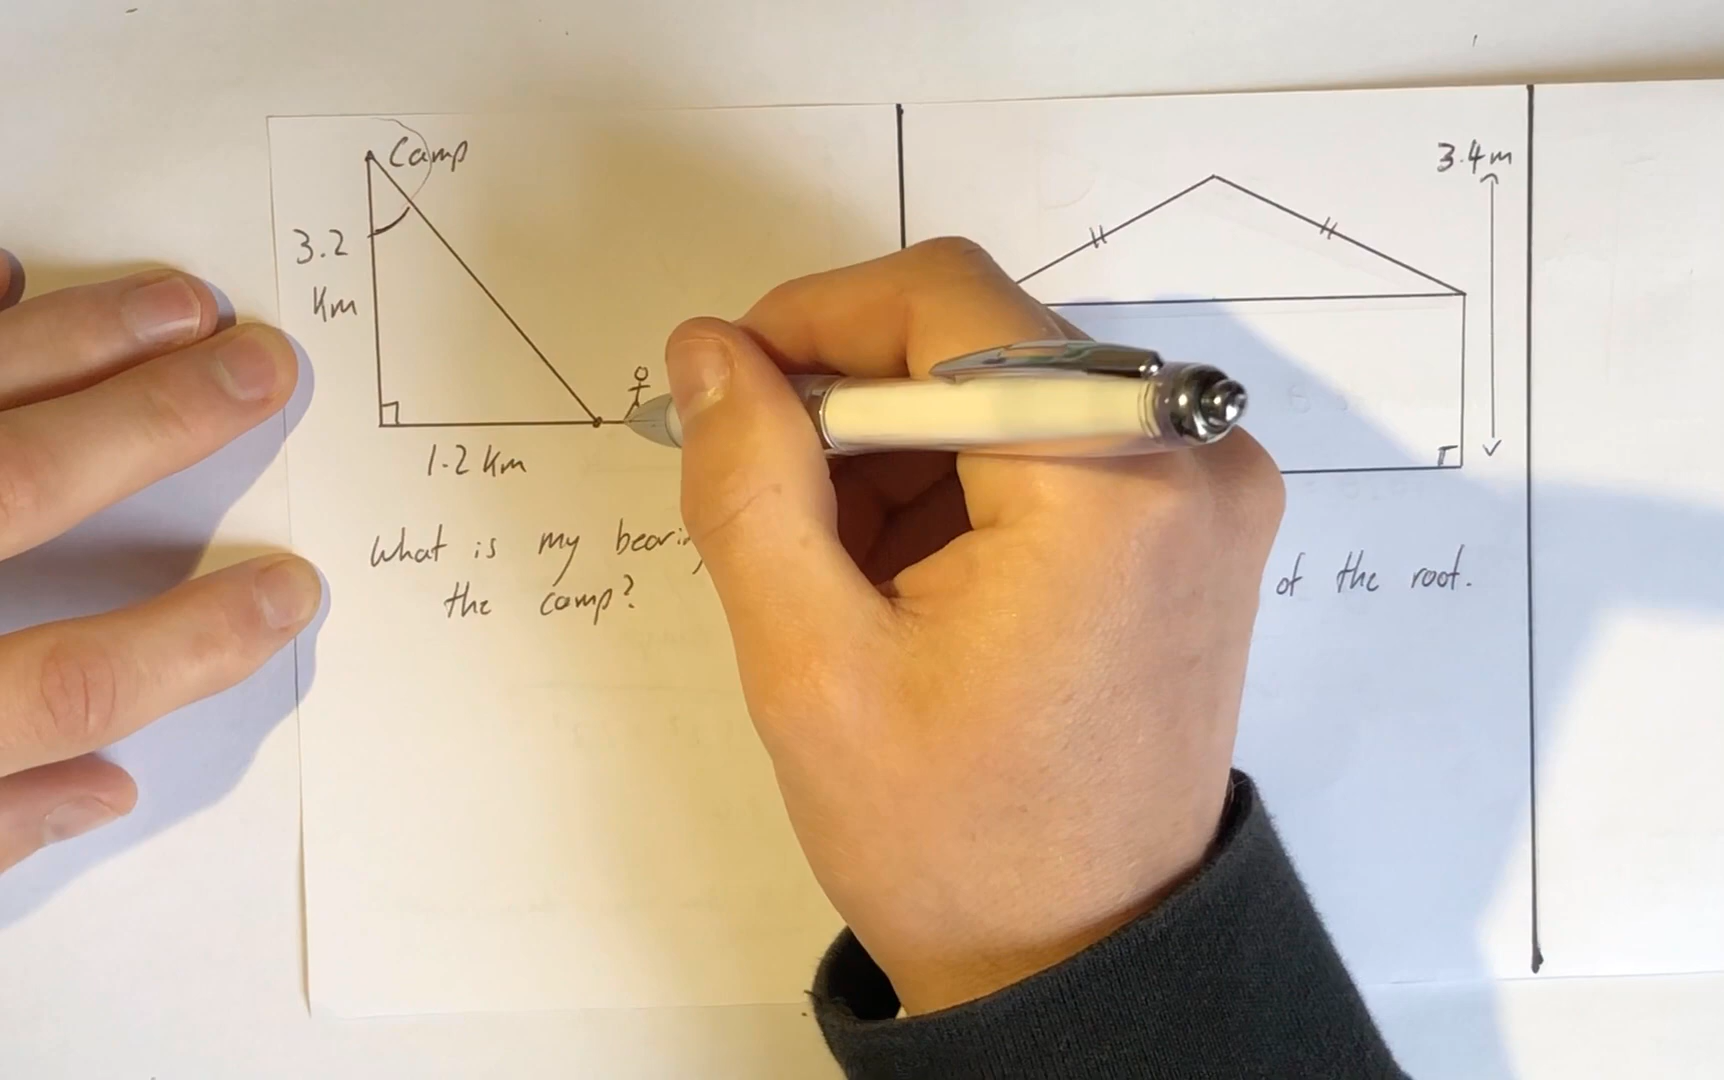 Camp
3.2
Km
1.2 Km
What is my
the camp?
3.4m
of the roof.